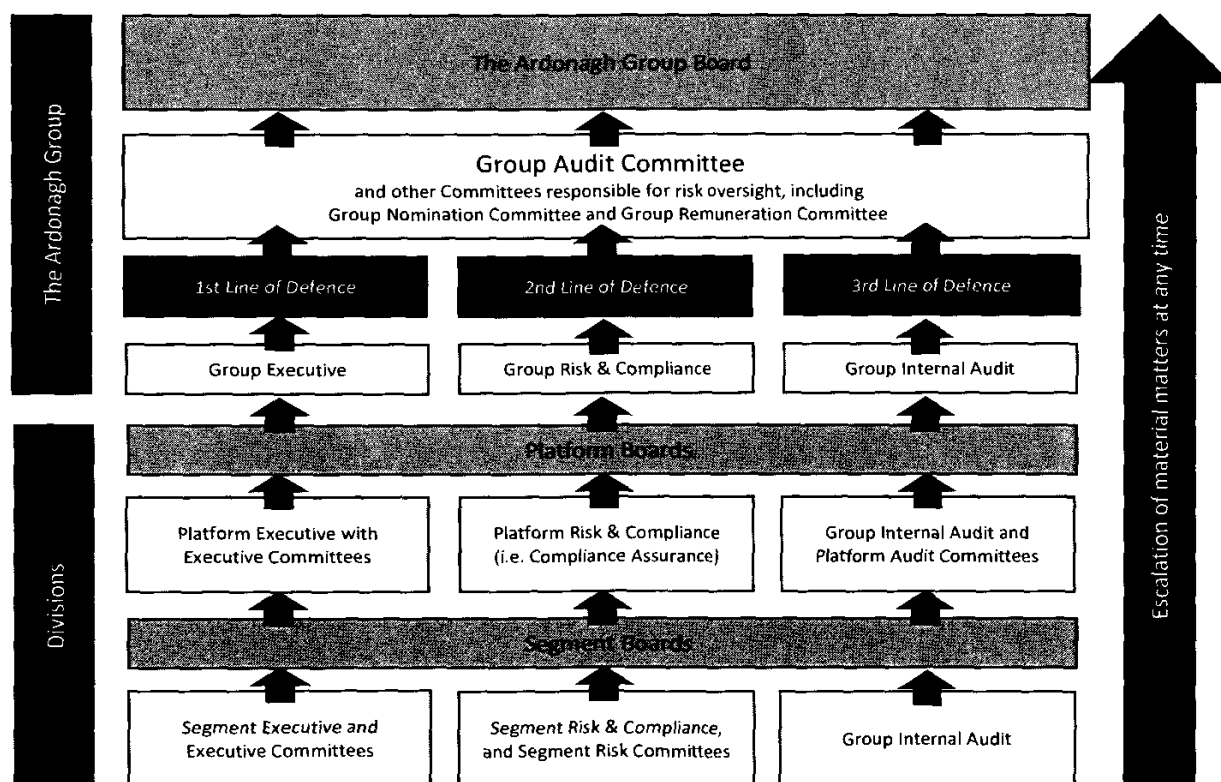 The Ardonagh Group
The Ardonagh Group Board
Group Audit Committee
and other Committees responsible for risk oversight, including
Group Nomination Committee and Group Remuneration Committee
1st Line of Defence
2nd Line of Defence
3rd Line of Defence
Group Executive
Group Risk & Compliance
Group Internal Audit
Divisions
Platform Boards
Platform Executive with
Executive Committees
Platform Risk & Compliance
(i.e. Compliance Assurance)
Group Internal Audit and
Platform Audit Committees
Segment Boards
Segment Executive and
Executive Committees
Segment Risk & Compliance,
and Segment Risk Committees
Group Internal Audit
Escalation of material matters at any time